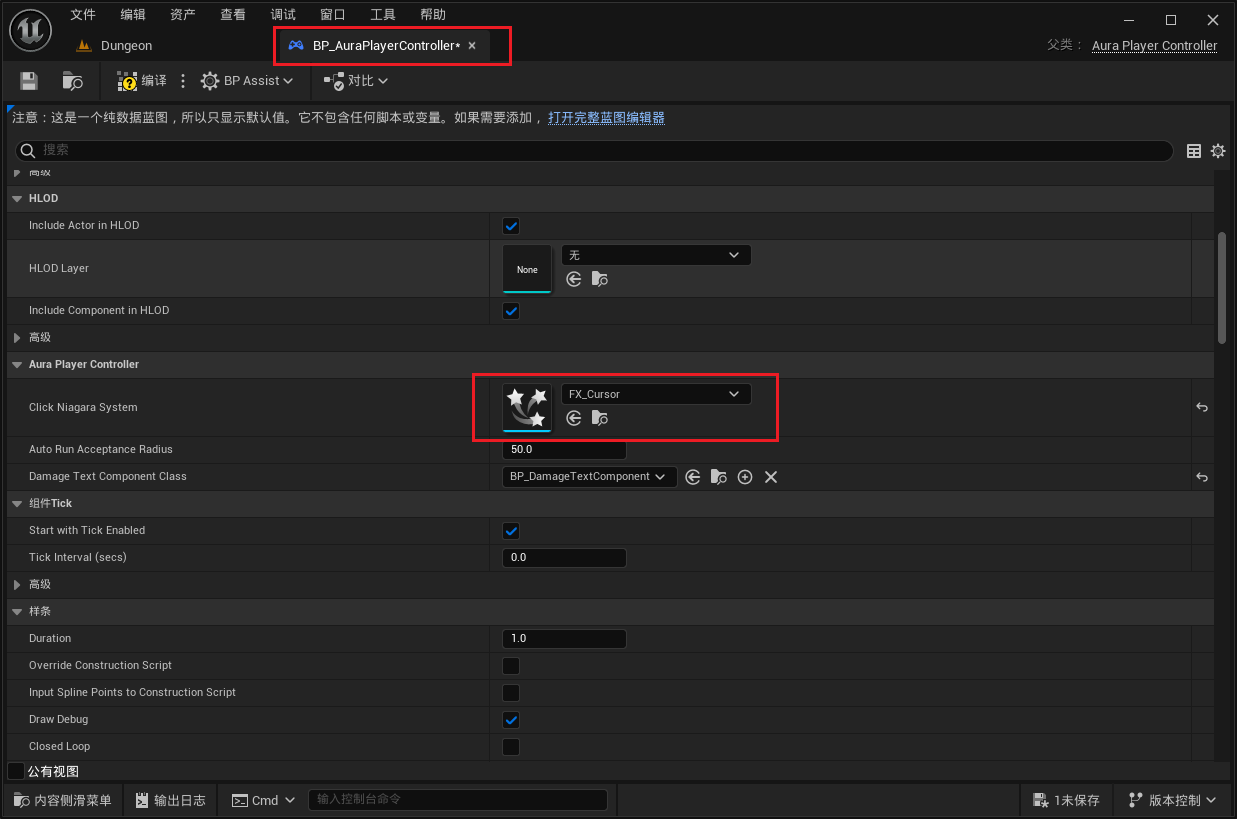 文件 编辑 资产 查看 调试 窗口 工具 帮助
Dungeon
BP_AuraPlayerController*
父类： Aura Player Controller
编译
BP Assist
对比
注意：这是一个纯数据蓝图，所以只显示默认值。它不包含任何脚本或变量。如果需要添加， 打开完整蓝图编辑器
搜索
高级
HLOD
Include Actor in HLOD
HLOD Layer
None
无
Include Component in HLOD
高级
Aura Player Controller
Click Niagara System
FX_Cursor
Auto Run Acceptance Radius
50.0
Damage Text Component Class
BP_DamageTextComponent
组件Tick
Start with Tick Enabled
Tick Interval (secs)
0.0
高级
样条
Duration
1.0
Override Construction Script
Input Spline Points to Construction Script
Draw Debug
Closed Loop
公有视图
内容侧滑菜单 输出日志 Cmd 输入控制台命令 1未保存 版本控制